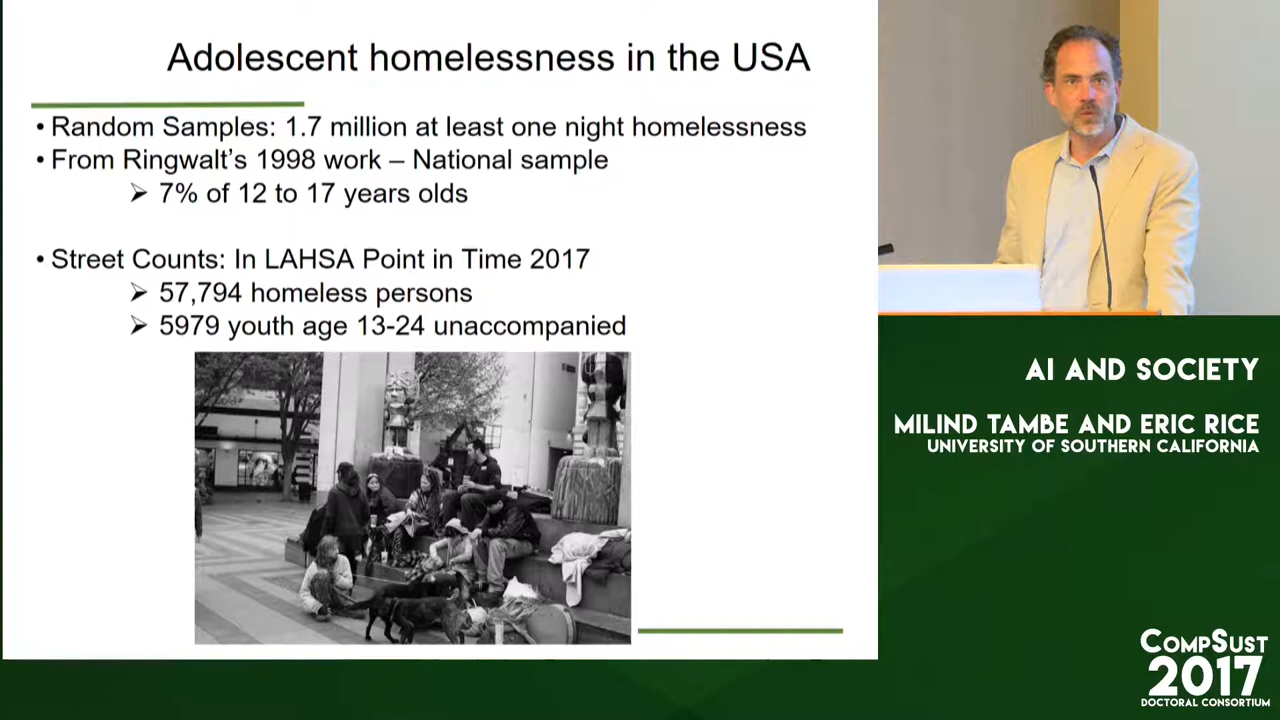 Adolescent homelessness in the USA
• Random Samples: 1.7 million at least one night homelessness
• From Ringwalt's 1998 work – National sample
➢ 7% of 12 to 17 years olds
• Street Counts: In LAHSA Point in Time 2017
➢ 57,794 homeless persons
➢ 5979 youth age 13-24 unaccompanied
AI AND SOCIETY
MILIND TAMBE AND ERIC RICE
UNIVERSITY OF SOUTHERN CALIFORNIA
COMPSUST
2017
DOCTORAL CONSORTIUM